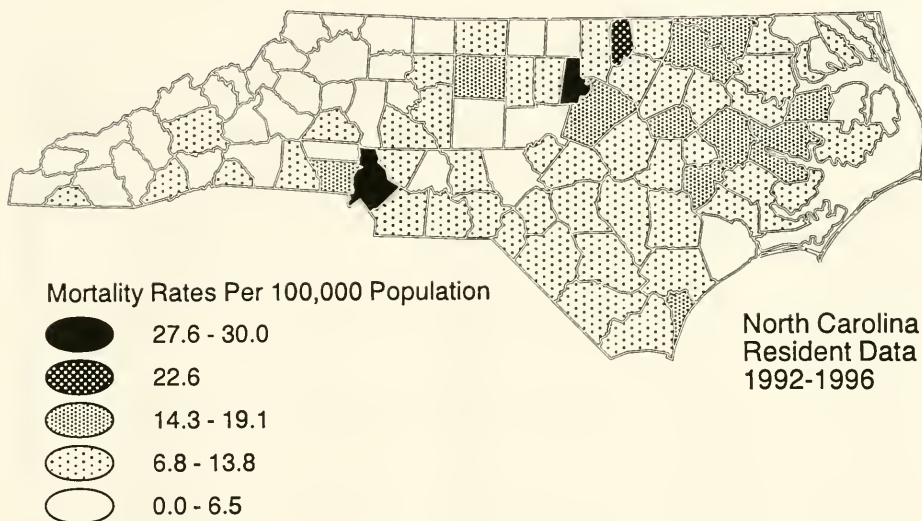 Mortality Rates Per 100,000 Population
27.6 - 30.0
22.6
14.3 - 19.1
6.8 - 13.8
0.0 - 6.5
North Carolina
Resident Data
1992-1996